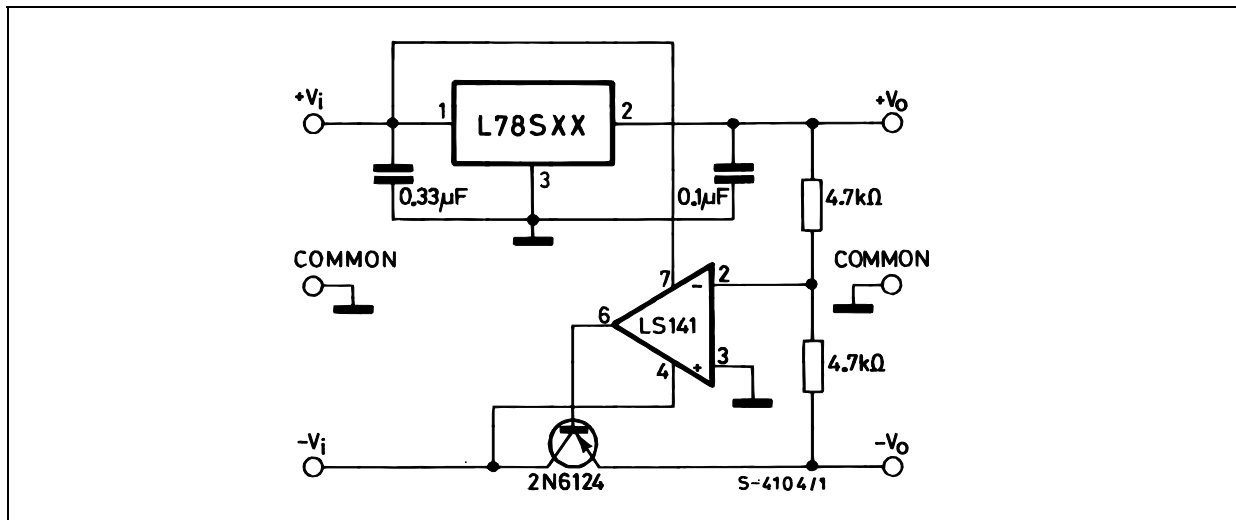 +Vi
1
L78SXX
2
+Vo
3
0.33µF
0.1µF
4.7kΩ
COMMON
COMMON
7
2
-
6
LS141
3
+
4
4.7kΩ
-Vi
-Vo
2N6124
S-4104/1